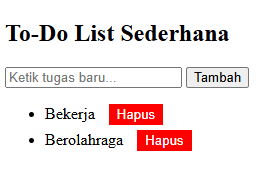 To-Do List Sederhana
Ketik tugas baru... Tambah
Bekerja Hapus
Berolahraga Hapus